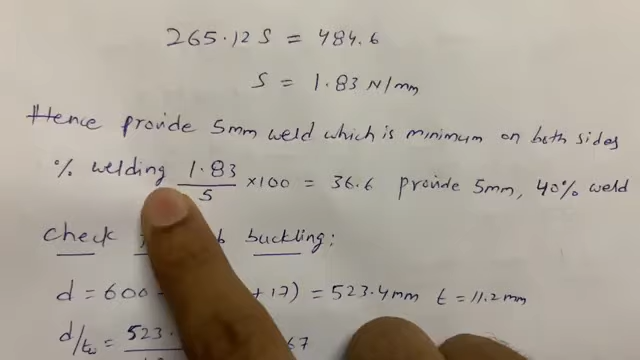 265.12 S = 484.6
S = 1.83 N/mm
Hence provide 5mm weld which is minimum on both sides
% welding 1.83/5 × 100 = 36.6 provide 5mm, 40% weld
Check buckling:
d = 600 + 17) = 523.4mm t = 11.2mm
d/tw = 523. 67